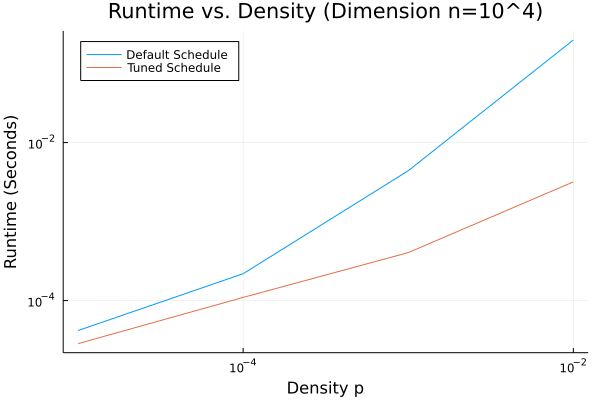 Runtime vs. Density (Dimension n=10^4)
Default Schedule
Tuned Schedule
Runtime (Seconds)
10⁻²
10⁻⁴
10⁻⁴
10⁻²
Density p